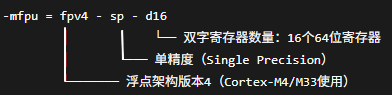 -mfpu = fpv4 - sp - d16
双字寄存器数量：16个64位寄存器
单精度（Single Precision）
浮点架构版本4（Cortex-M4/M33使用）